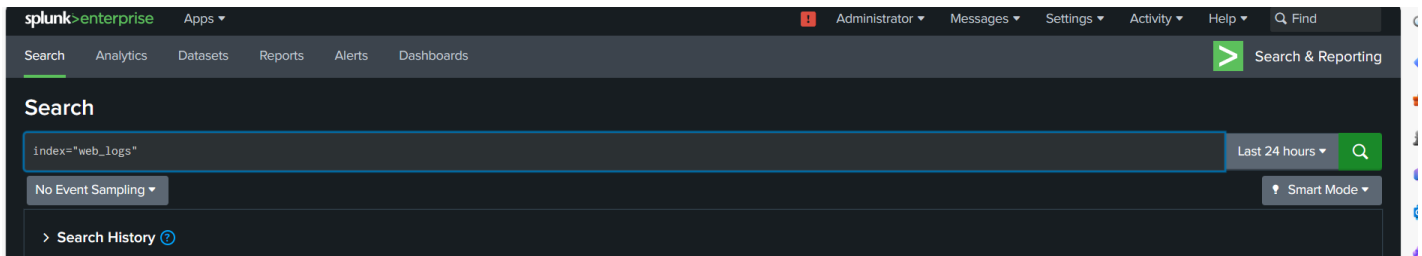 splunk>enterprise Apps ▾ ! Administrator ▾ Messages ▾ Settings ▾ Activity ▾ Help ▾ Find
Search Analytics Datasets Reports Alerts Dashboards > Search & Reporting
Search
index="web_logs" Last 24 hours ▾
No Event Sampling ▾ Smart Mode ▾
> Search History ?